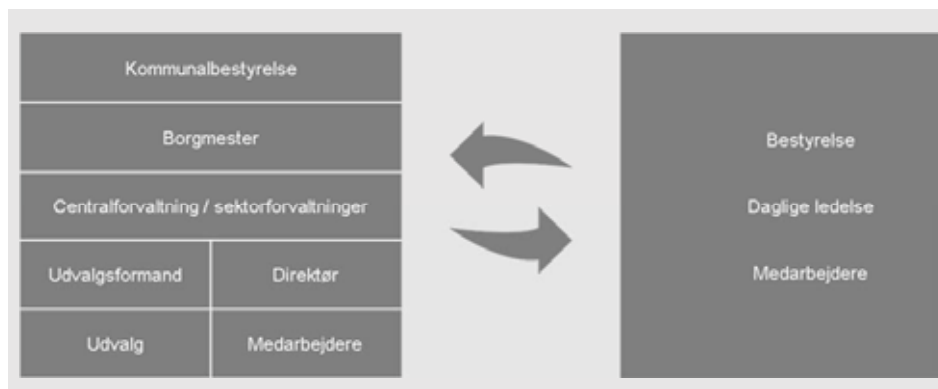 Kommunalbestyrelse
Borgmester
Centralforvaltning / sektorforvaltninger
Udvalgsformand
Direktør
Udvalg
Medarbejdere
Bestyrelse
Daglige ledelse
Medarbejdere